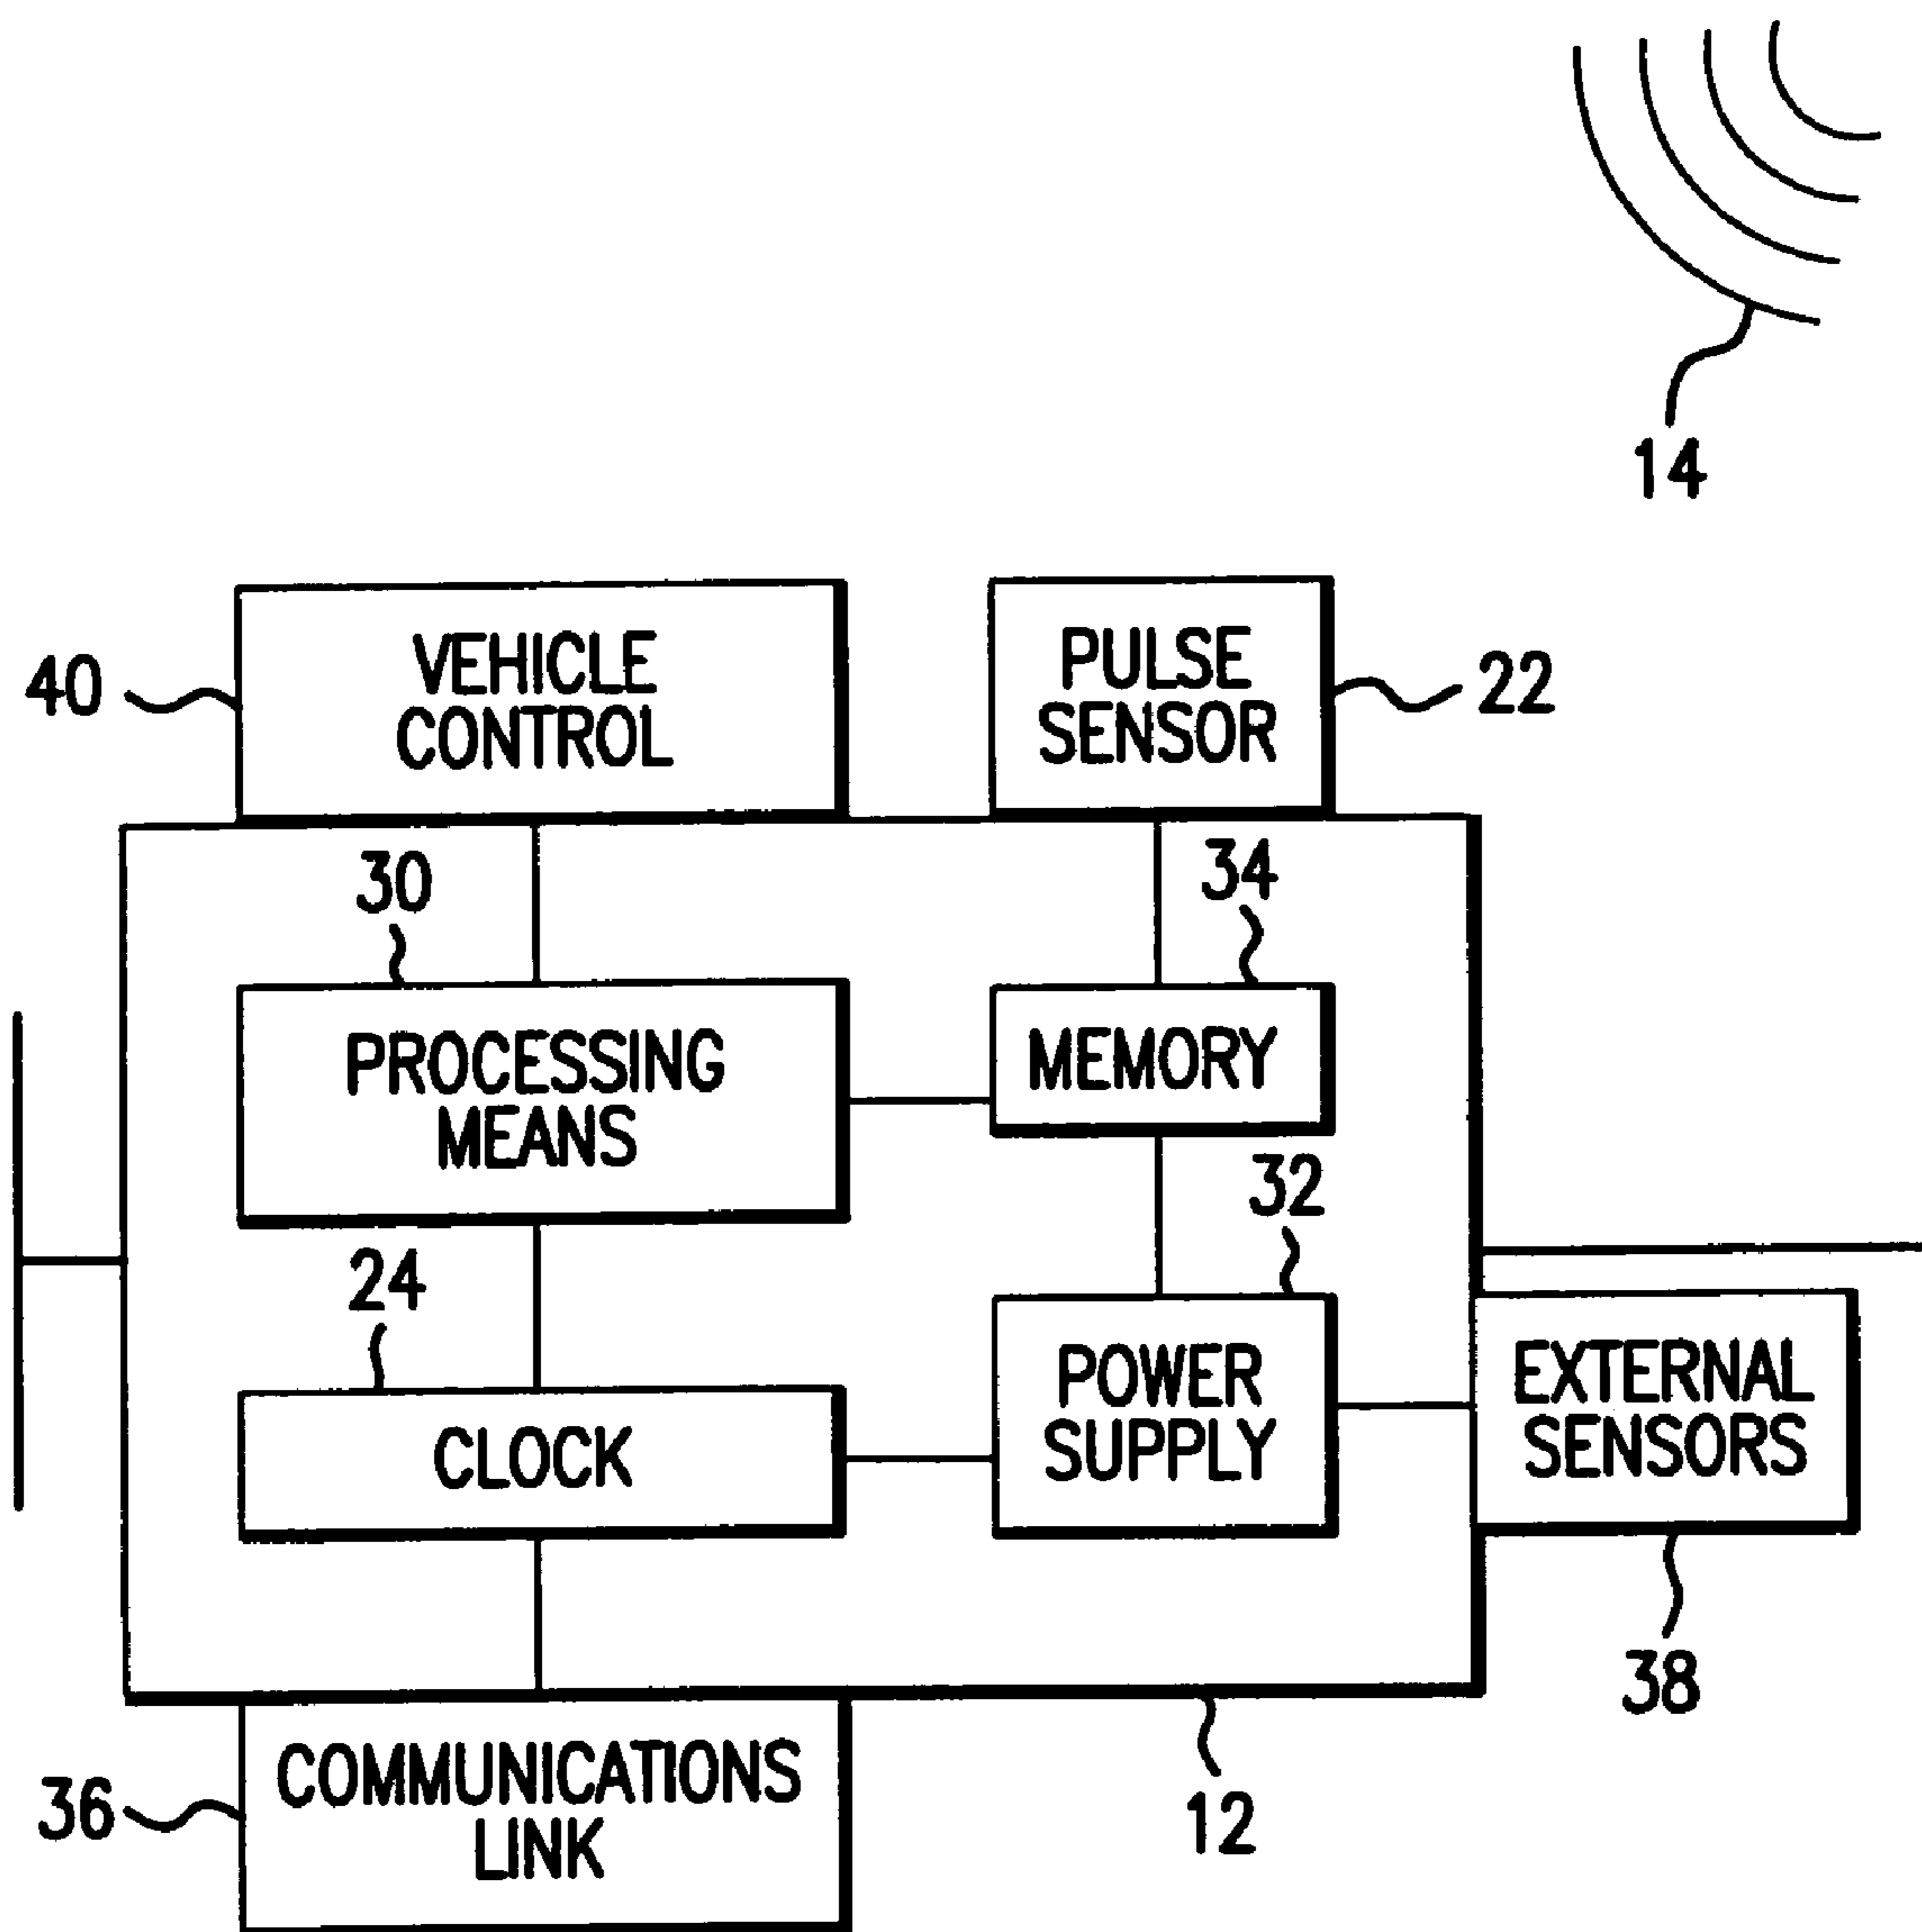 14
VEHICLE
CONTROL
40
PULSE
SENSOR
22
30
34
PROCESSING
MEANS
MEMORY
32
24
CLOCK
POWER
SUPPLY
EXTERNAL
SENSORS
38
COMMUNICATIONS
LINK
36
12